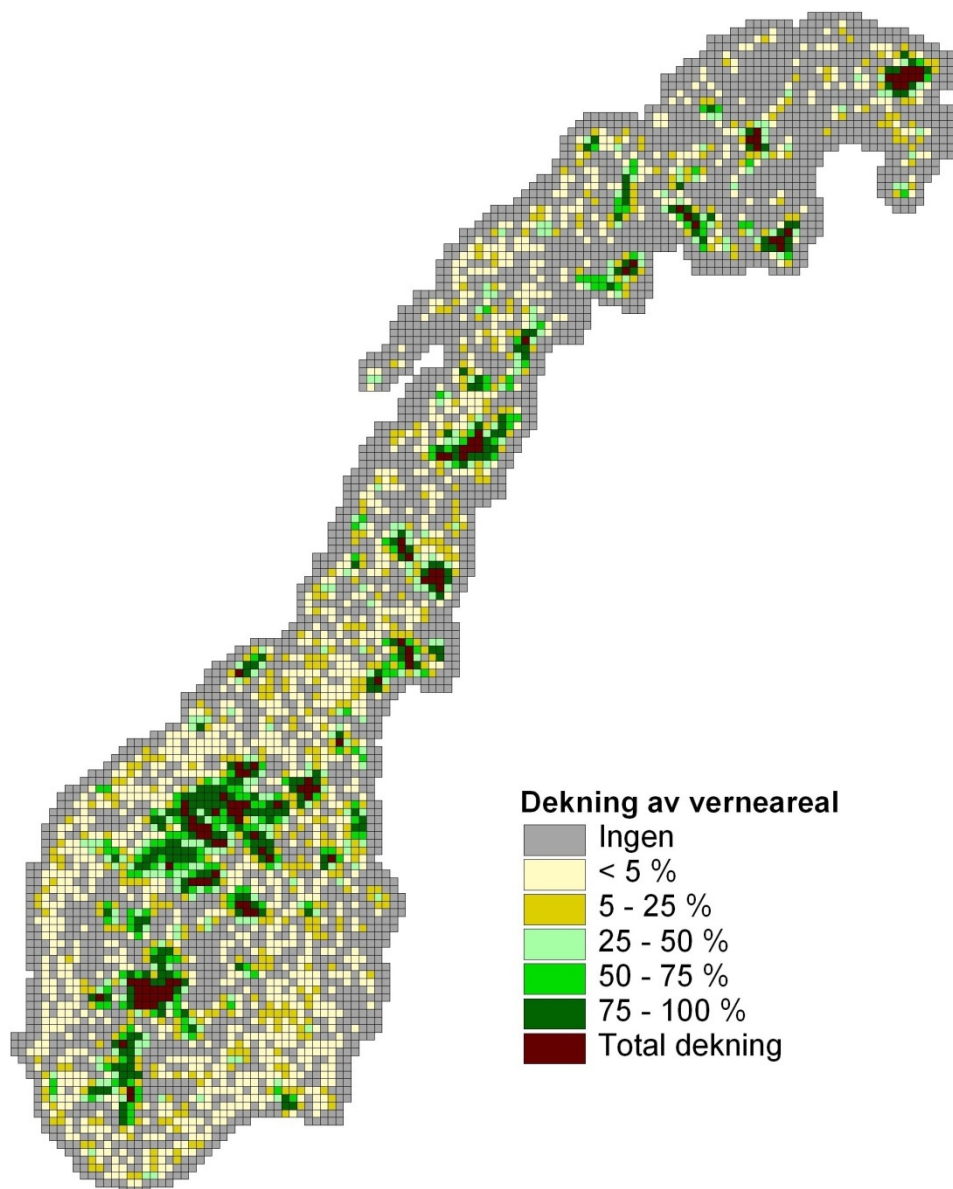 Dekning av verneareal
Ingen
< 5 %
5 - 25 %
25 - 50 %
50 - 75 %
75 - 100 %
Total dekning